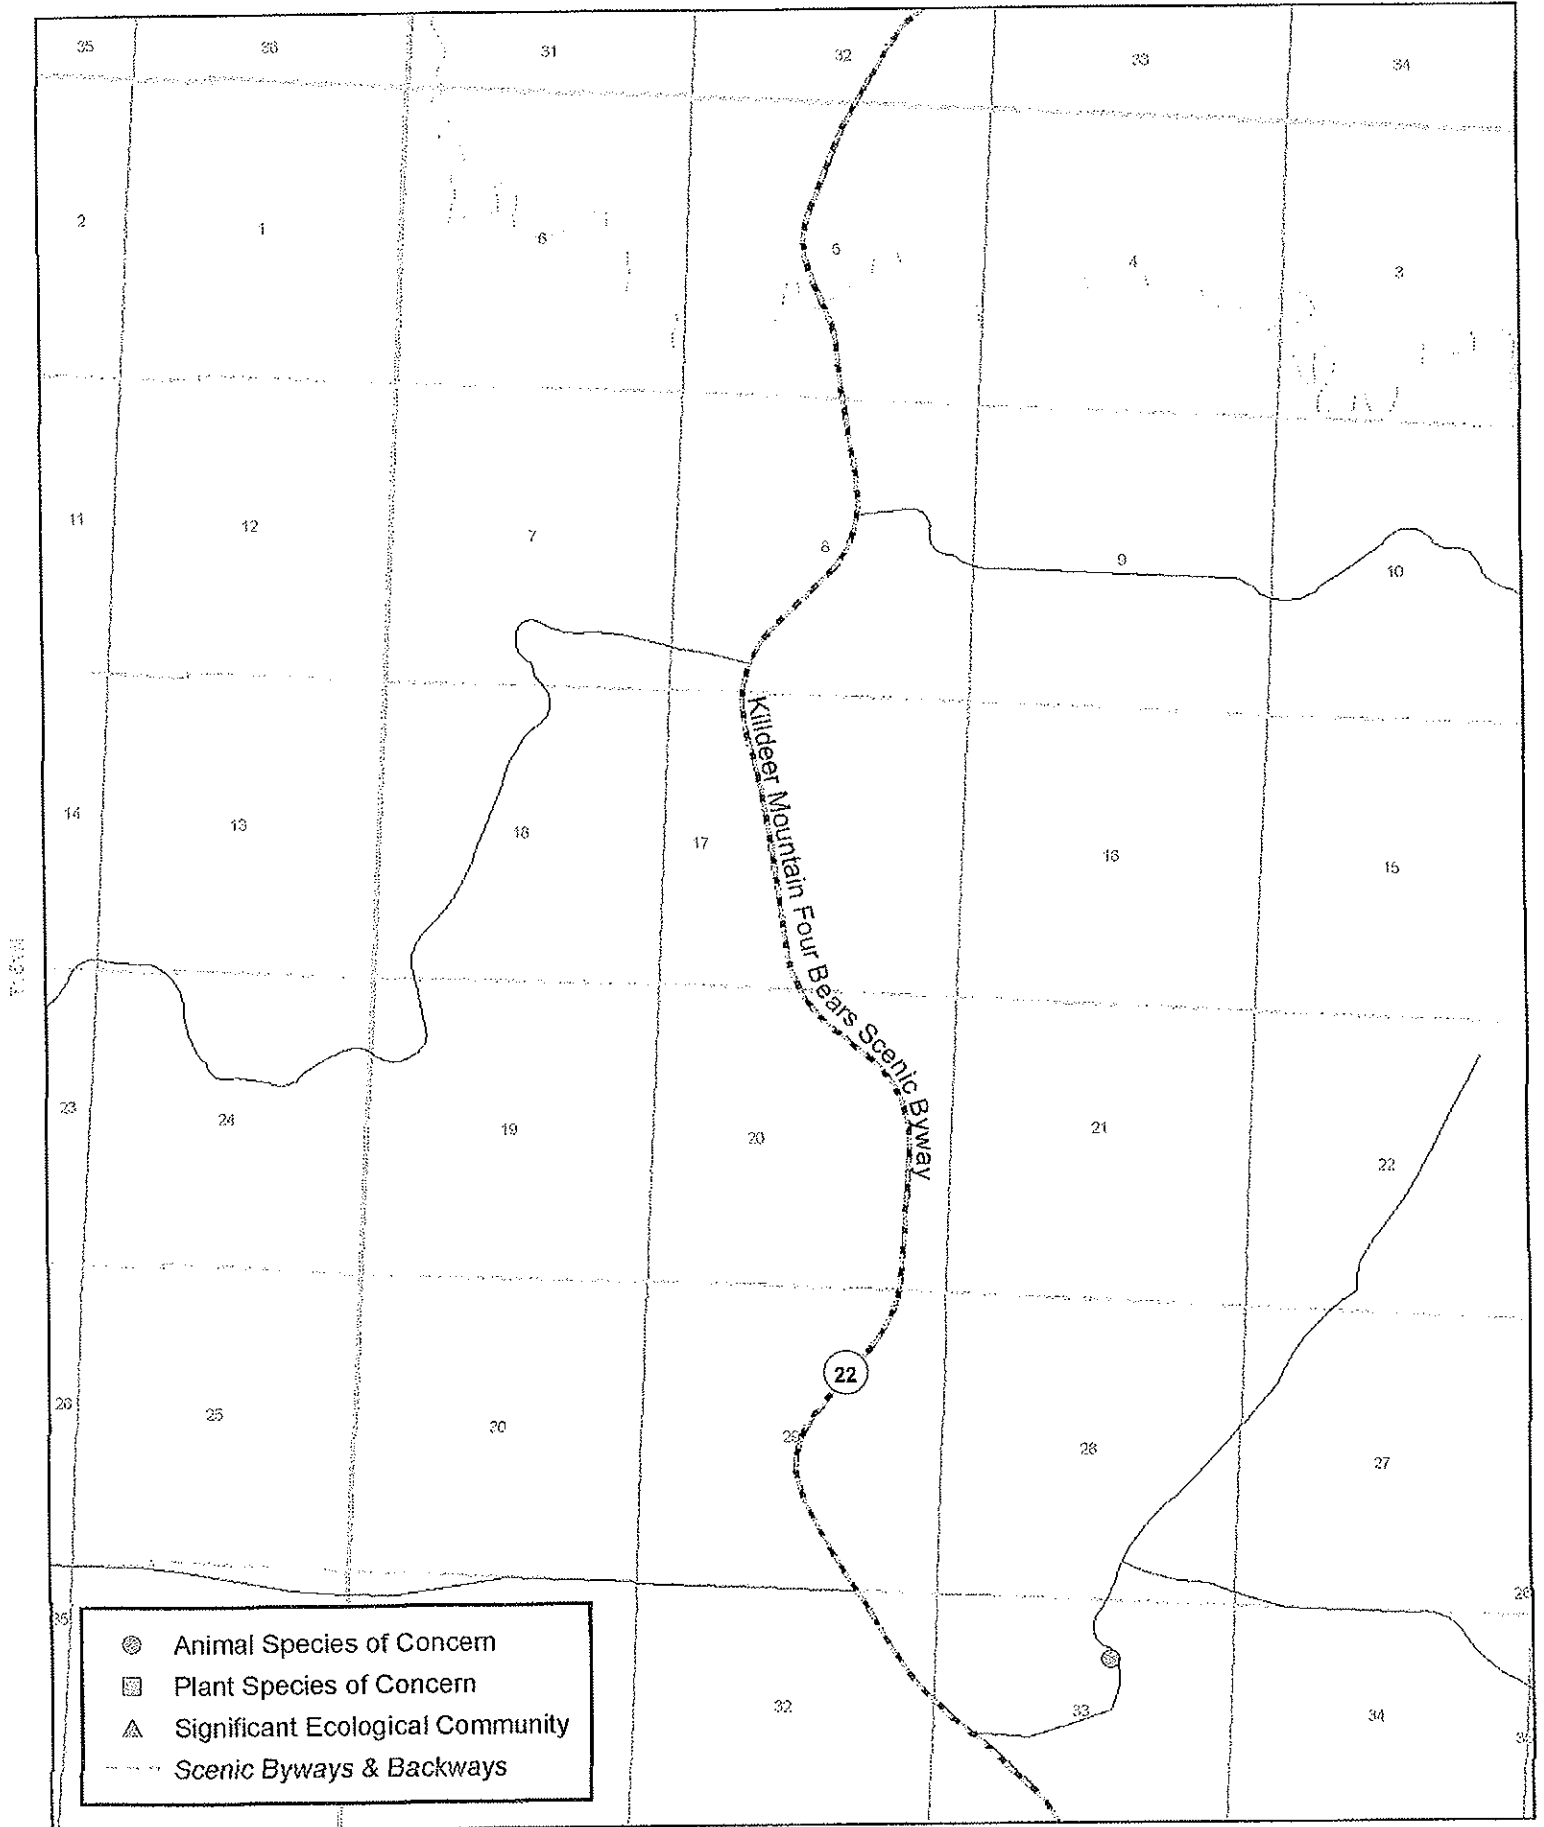 35 36 31 32 33 34
2 1 6 5 4 3
11 12 7 8 9 10
14 13 18 17 16 15
Killdeer Mountain Four Bears Scenic Byway
23 24 19 20 21 22
22
26 25 30 29 28 27
26
35
32 33 34
Animal Species of Concern
Plant Species of Concern
Significant Ecological Community
Scenic Byways & Backways